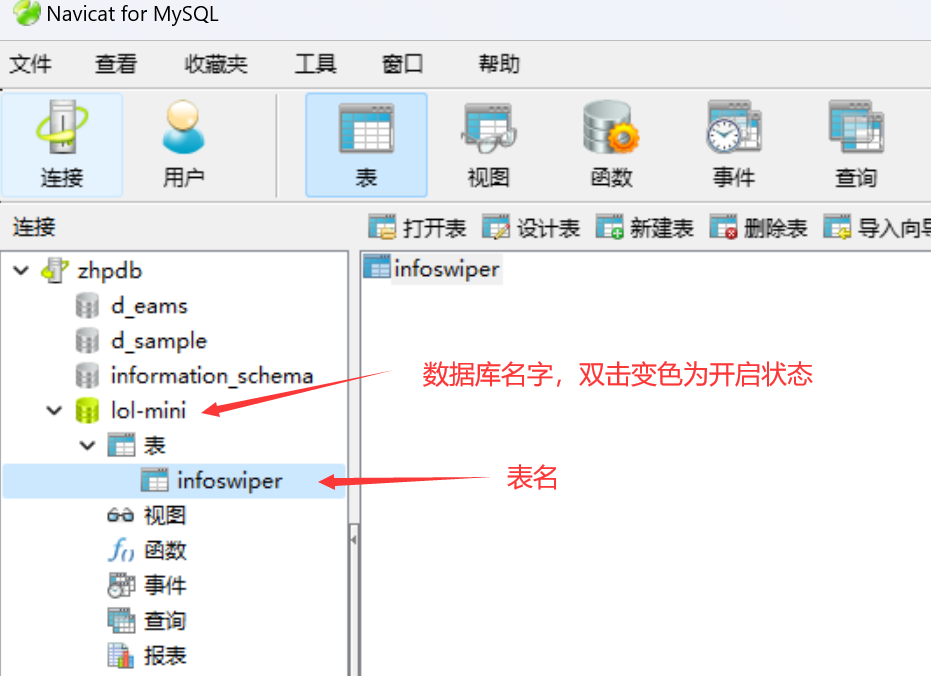 Navicat for MySQL
文件 查看 收藏夹 工具 窗口 帮助
连接 用户 表 视图 函数 事件 查询
连接 打开表 设计表 新建表 删除表 导入向导
zhpdb infoswiper
d_eams
d_sample
information_schema 数据库名字，双击变色为开启状态
lol-mini
表
infoswiper 表名
视图
f() 函数
事件
查询
报表